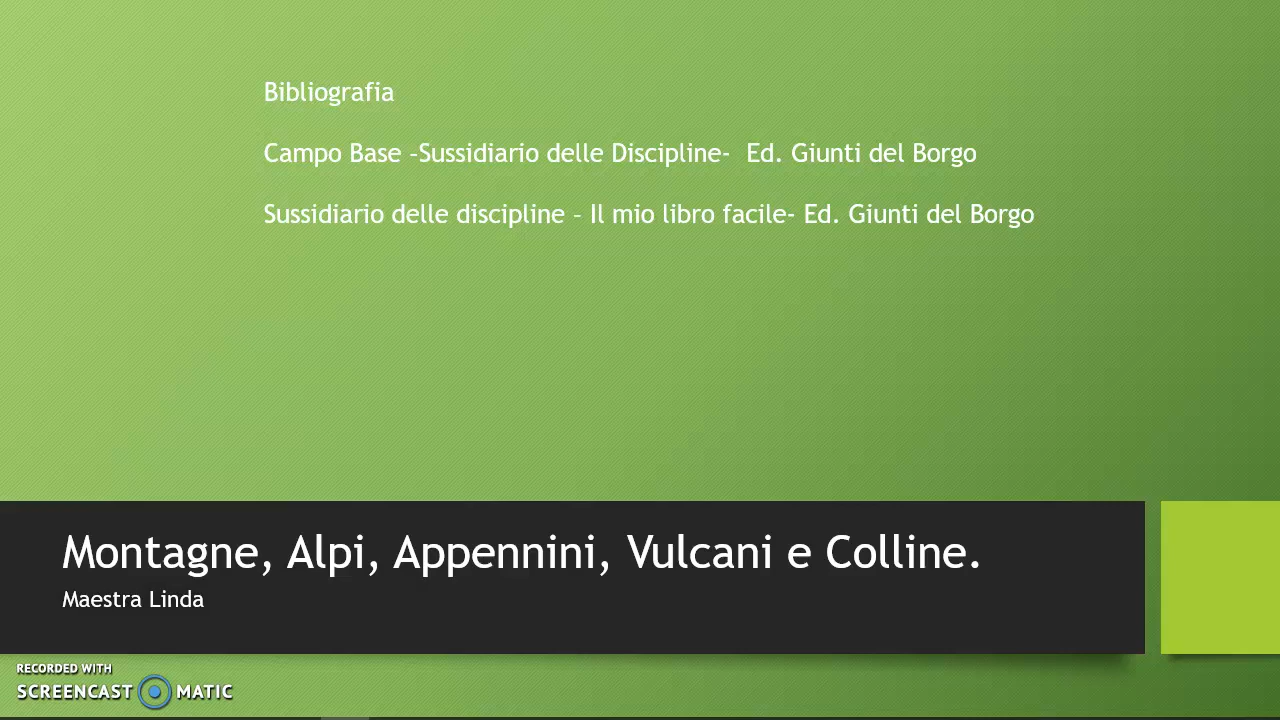 Bibliografia
Campo Base –Sussidiario delle Discipline-  Ed. Giunti del Borgo
Sussidiario delle discipline – Il mio libro facile- Ed. Giunti del Borgo
Montagne, Alpi, Appennini, Vulcani e Colline.
Maestra Linda
RECORDED WITH
SCREENCAST MATIC